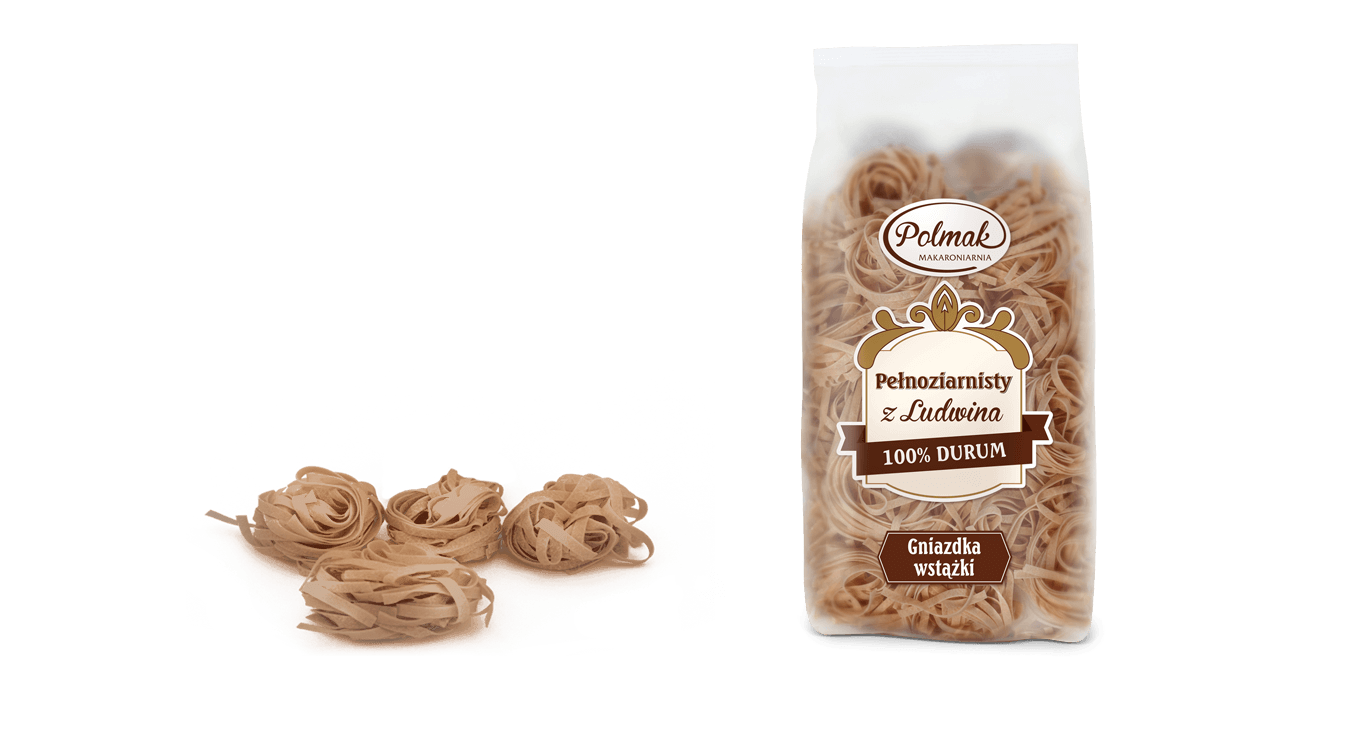 Polmak
MAKARONIARNIA
Pełnoziarnisty
z Ludwina
100% DURUM
Gniazdka
wstążki